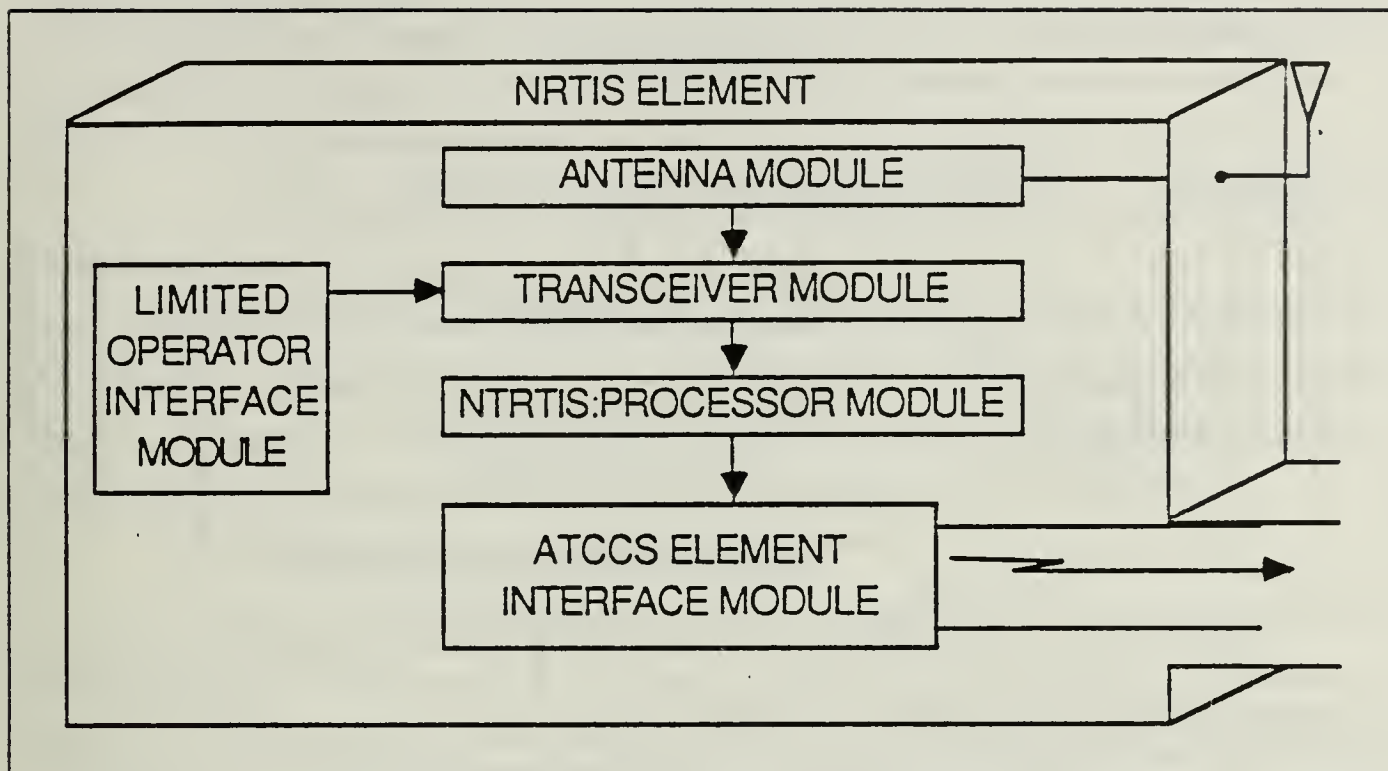 NRTIS ELEMENT
ANTENNA MODULE
TRANSCEIVER MODULE
LIMITED
OPERATOR
INTERFACE
MODULE
NTRTIS:PROCESSOR MODULE
ATCCS ELEMENT
INTERFACE MODULE